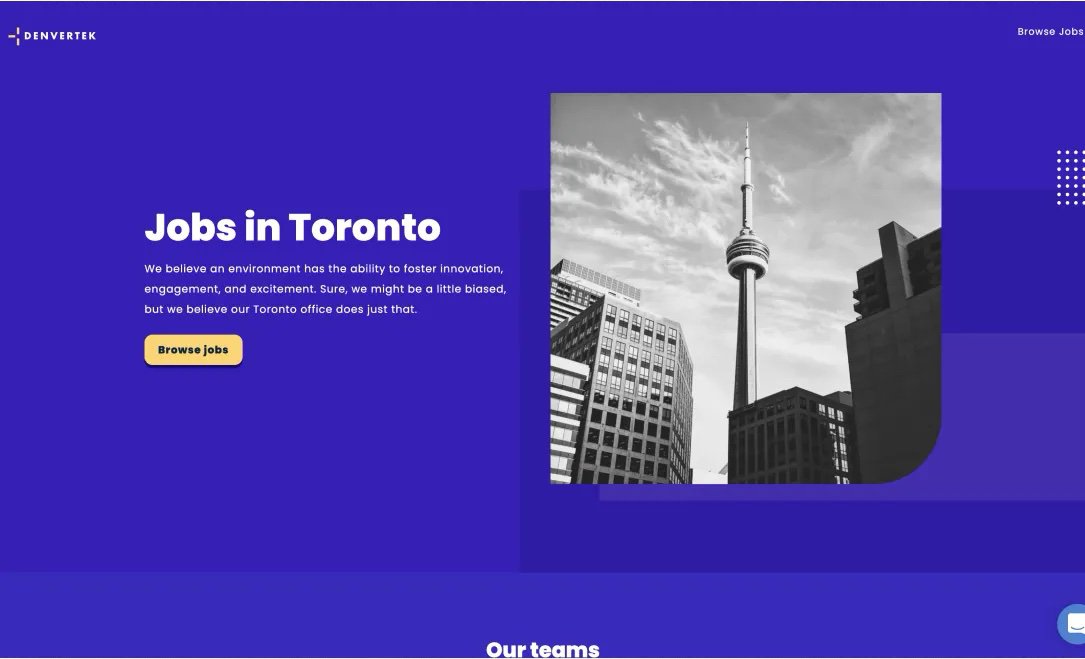 DENVERTEK
Browse Jobs
Jobs in Toronto
We believe an environment has the ability to foster innovation,
engagement, and excitement. Sure, we might be a little biased,
but we believe our Toronto office does just that.
Browse jobs
Our teams